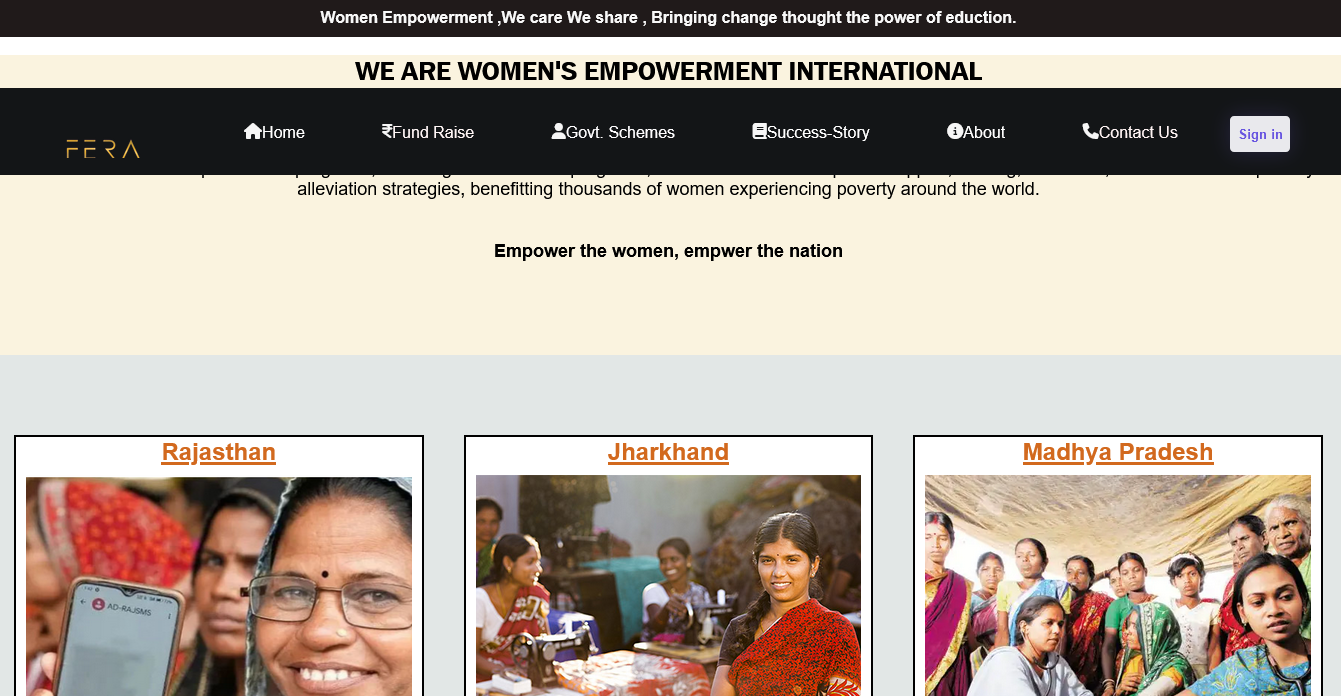 Women Empowerment ,We care We share , Bringing change thought the power of eduction.
WE ARE WOMEN'S EMPOWERMENT INTERNATIONAL
FERA
Home Fund Raise Govt. Schemes Success-Story About Contact Us Sign in
alleviation strategies, benefitting thousands of women experiencing poverty around the world.
Empower the women, empwer the nation
Rajasthan Jharkhand Madhya Pradesh
AD-RAJSMS